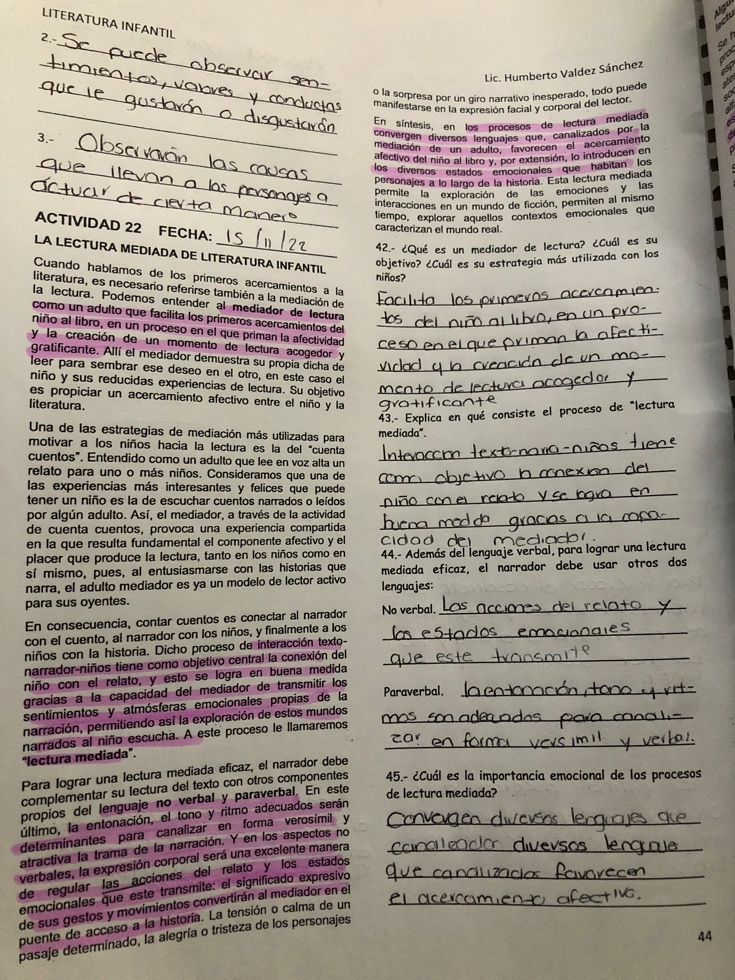 LITERATURA INFANTIL
2.- Se puede observar sen-
timientos, valores y conductas
que le gustarón o disgustarón
3.- Observarón las causas
que llevan a los personajes a
actuar de cierta manera
ACTIVIDAD 22 FECHA: 15/11/22
LA LECTURA MEDIADA DE LITERATURA INFANTIL
Cuando hablamos de los primeros acercamientos a la
literatura, es necesario referirse también a la mediación de
la lectura. Podemos entender al mediador de lectura
como un adulto que facilita los primeros acercamientos del
niño al libro, en un proceso en el que priman la afectividad
y la creación de un momento de lectura acogedor y
gratificante. Allí el mediador demuestra su propia dicha de
leer para sembrar ese deseo en el otro, en este caso el
niño y sus reducidas experiencias de lectura. Su objetivo
es propiciar un acercamiento afectivo entre el niño y la
literatura.
Una de las estrategias de mediación más utilizadas para
motivar a los niños hacia la lectura es la del "cuenta
cuentos". Entendido como un adulto que lee en voz alta un
relato para uno o más niños. Consideramos que una de
las experiencias más interesantes y felices que puede
tener un niño es la de escuchar cuentos narrados o leídos
por algún adulto. Así, el mediador, a través de la actividad
de cuenta cuentos, provoca una experiencia compartida
en la que resulta fundamental el componente afectivo y el
placer que produce la lectura, tanto en los niños como en
sí mismo, pues, al entusiasmarse con las historias que
narra, el adulto mediador es ya un modelo de lector activo
para sus oyentes.
En consecuencia, contar cuentos es conectar al narrador
con el cuento, al narrador con los niños, y finalmente a los
niños con la historia. Dicho proceso de interacción texto-
narrador-niños tiene como objetivo central la conexión del
niño con el relato, y esto se logra en buena medida
gracias a la capacidad del mediador de transmitir los
sentimientos y atmósferas emocionales propias de la
narración, permitiendo así la exploración de estos mundos
narrados al niño escucha. A este proceso le llamaremos
"lectura mediada".
Para lograr una lectura mediada eficaz, el narrador debe
complementar su lectura del texto con otros componentes
propios del lenguaje no verbal y paraverbal. En este
último, la entonación, el tono y ritmo adecuados serán
determinantes para canalizar en forma verosímil y
atractiva la trama de la narración. Y en los aspectos no
verbales, la expresión corporal será una excelente manera
de regular las acciones del relato y los estados
emocionales que este transmite: el significado expresivo
de sus gestos y movimientos convertirán al mediador en el
puente de acceso a la historia. La tensión o calma de un
pasaje determinado, la alegría o tristeza de los personajes
Lic. Humberto Valdez Sánchez
o la sorpresa por un giro narrativo inesperado, todo puede
manifestarse en la expresión facial y corporal del lector.
En síntesis, en los procesos de lectura mediada
convergen diversos lenguajes que, canalizados por la
mediación de un adulto, favorecen el acercamiento
afectivo del niño al libro y, por extensión, lo introducen en
los diversos estados emocionales que habitan los
personajes a lo largo de la historia. Esta lectura mediada
permite la exploración de las emociones y las
interacciones en un mundo de ficción, permiten al mismo
tiempo, explorar aquellos contextos emocionales que
caracterizan el mundo real.
42.- ¿Qué es un mediador de lectura? ¿Cuál es su
objetivo? ¿Cuál es su estrategia más utilizada con los
niños?
Facilita los primeros acercamien-
tos del niño al libro, en un pro-
ceso en el que priman la afecti-
vidad y la creación de un mo-
mento de lectura acogedor y
gratificante
43.- Explica en qué consiste el proceso de "lectura
mediada".
Interaccion texto-narra-niños tiene
como objetivo la conexion del
niño con el relato y se logra en
buena medida gracias a la capa-
cidad del mediador.
44.- Además del lenguaje verbal, para lograr una lectura
mediada eficaz, el narrador debe usar otros dos
lenguajes:
No verbal. Las acciones del relato y
los estados emocionales
que este transmite
Paraverbal. la entonación, tono y rit-
mos son adecuados para canali-
zar en forma versimil y verbal.
45.- ¿Cuál es la importancia emocional de los procesos
de lectura mediada?
Convergen diversos lenguajes que
canalizador diversos lenguaje
que canalizados favorecen
el acercamiento afectivo.
44